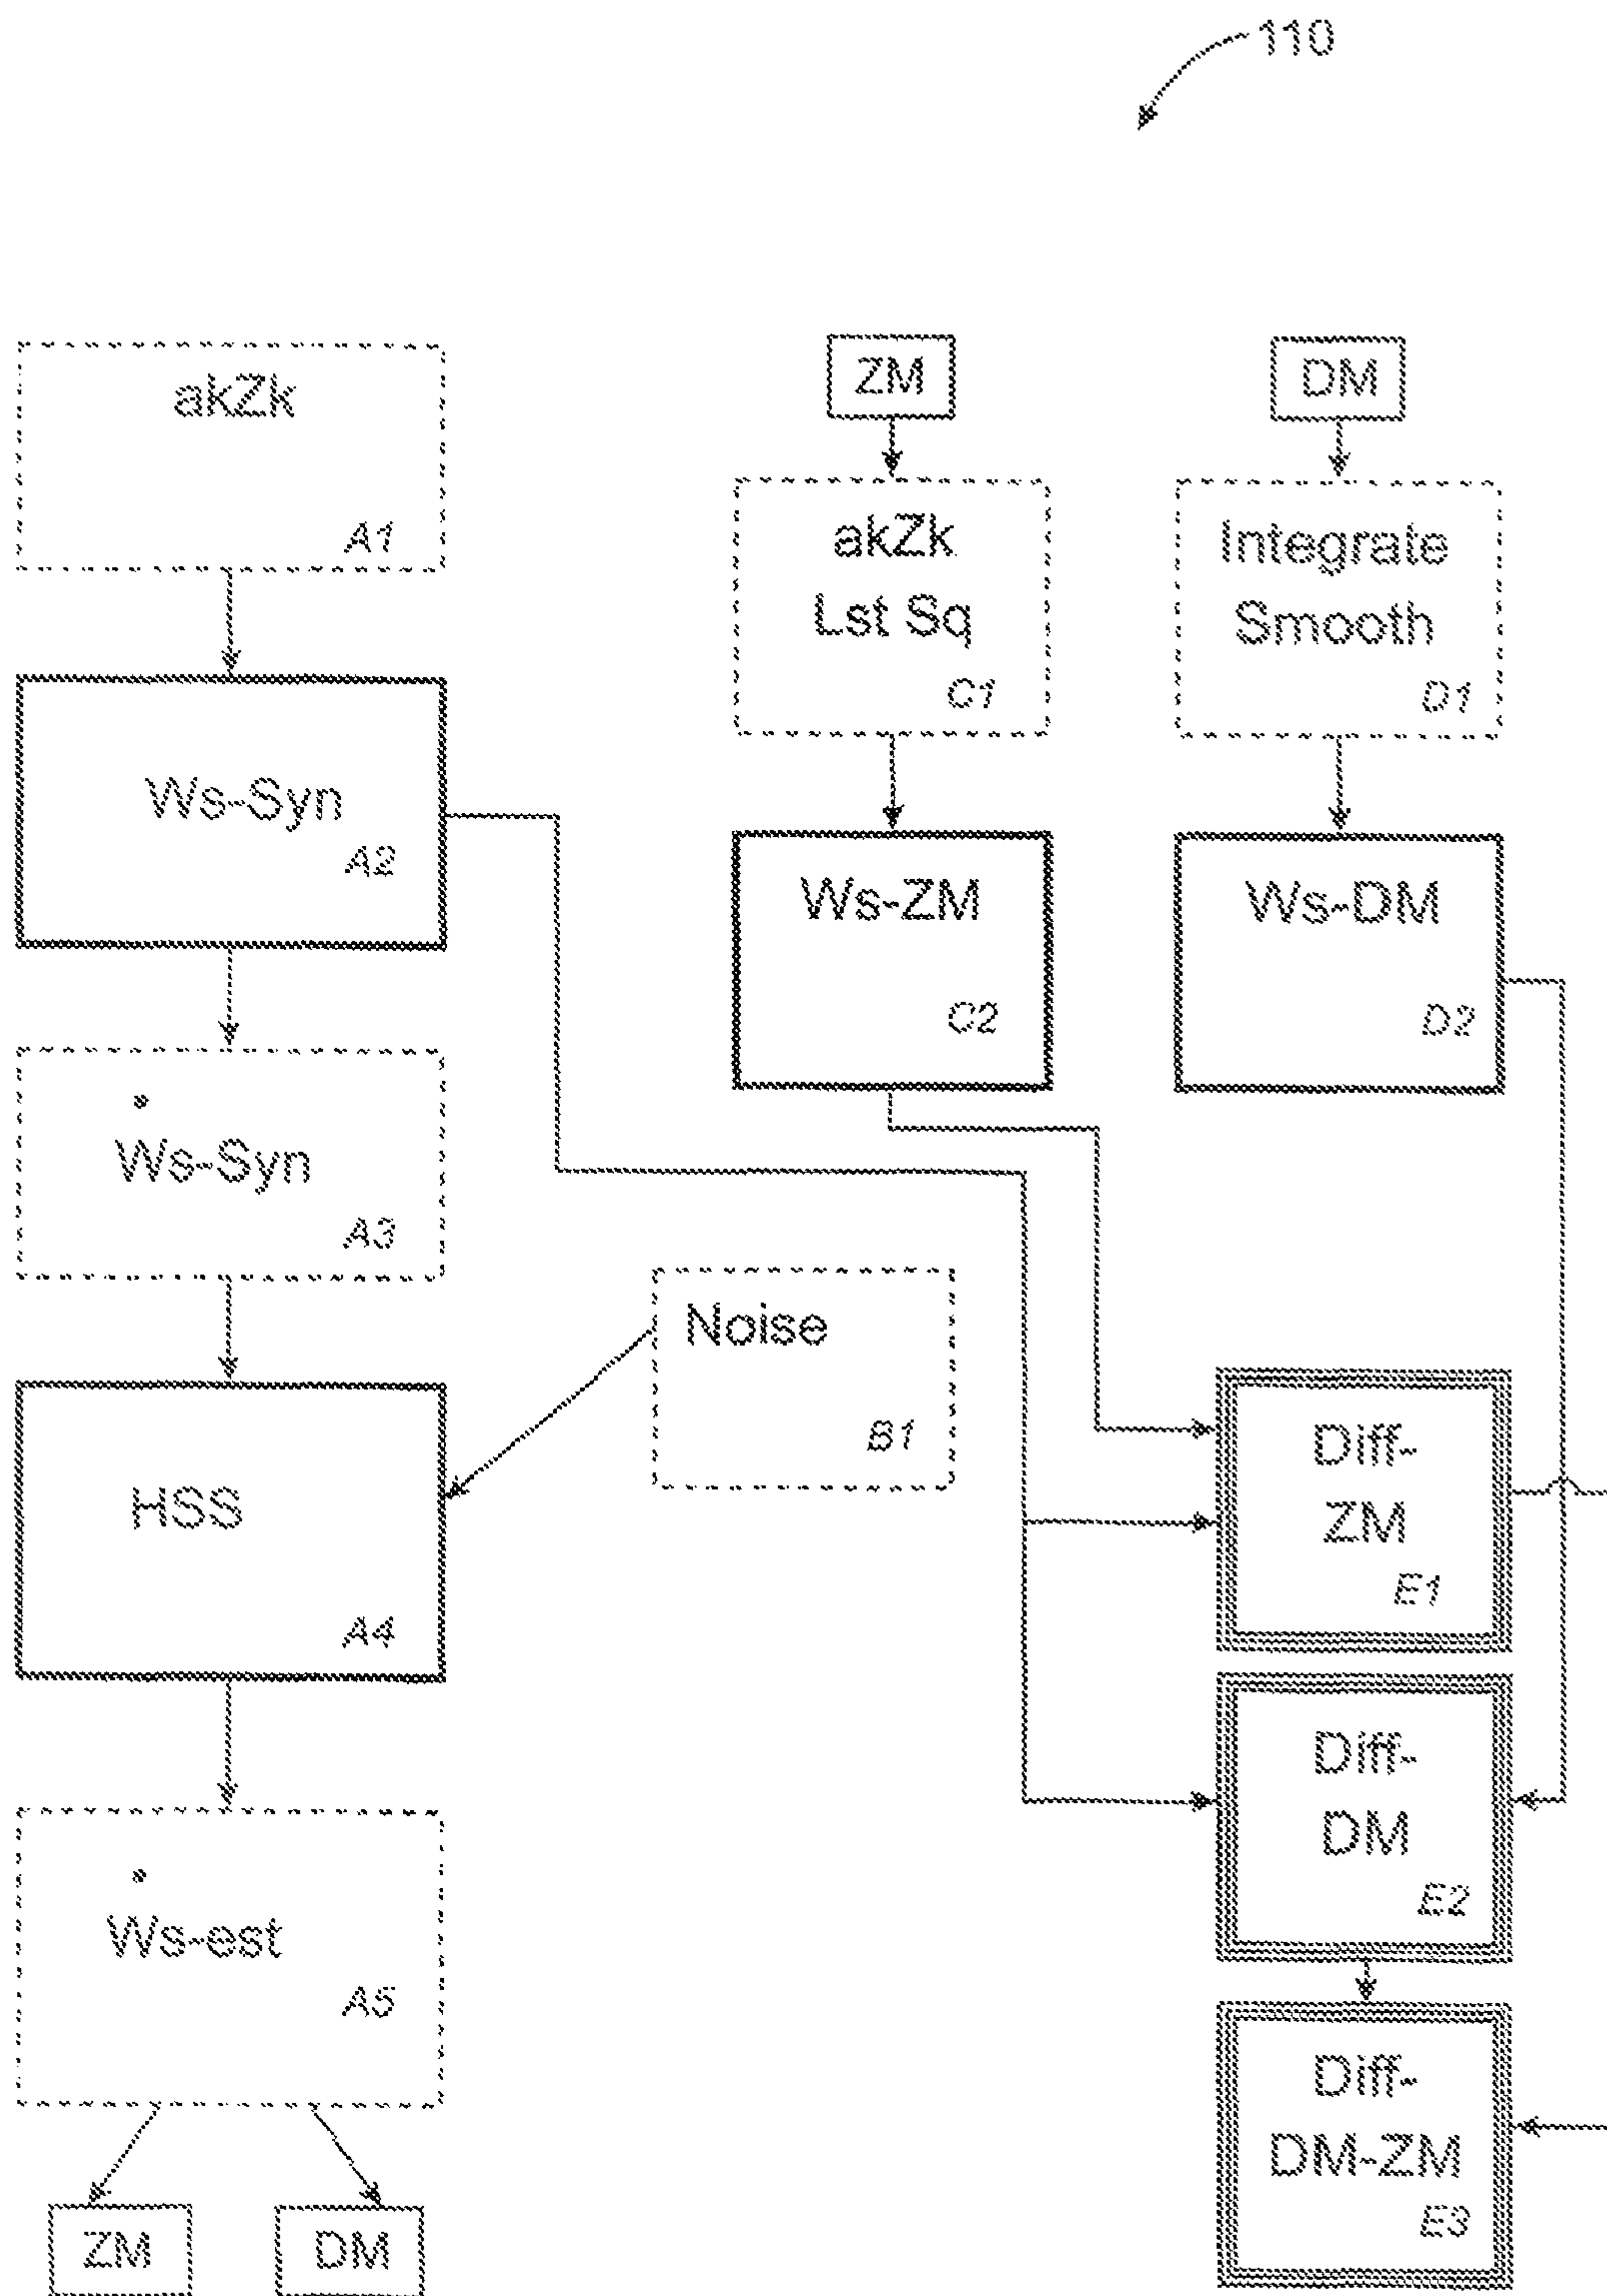 110
akZk
A1
Ws-Syn
A2
Ws-Syn
A3
HSS
A4
Ws-est
A5
ZM
DM
Noise
B1
ZM
akZk
Lst Sq
C1
Ws-ZM
C2
DM
Integrate
Smooth
D1
Ws-DM
D2
Diff-
ZM
E1
Diff-
DM
E2
Diff-
DM-ZM
E3